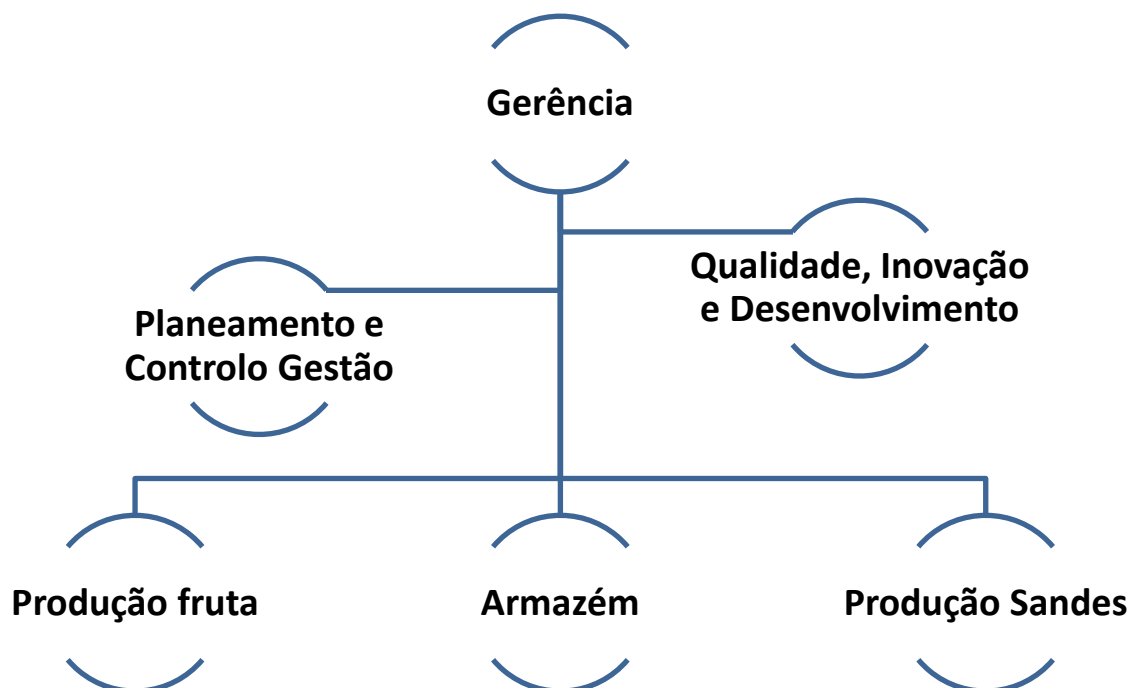 Gerência
Qualidade, Inovação
e Desenvolvimento
Planeamento e
Controlo Gestão
Produção fruta
Armazém
Produção Sandes